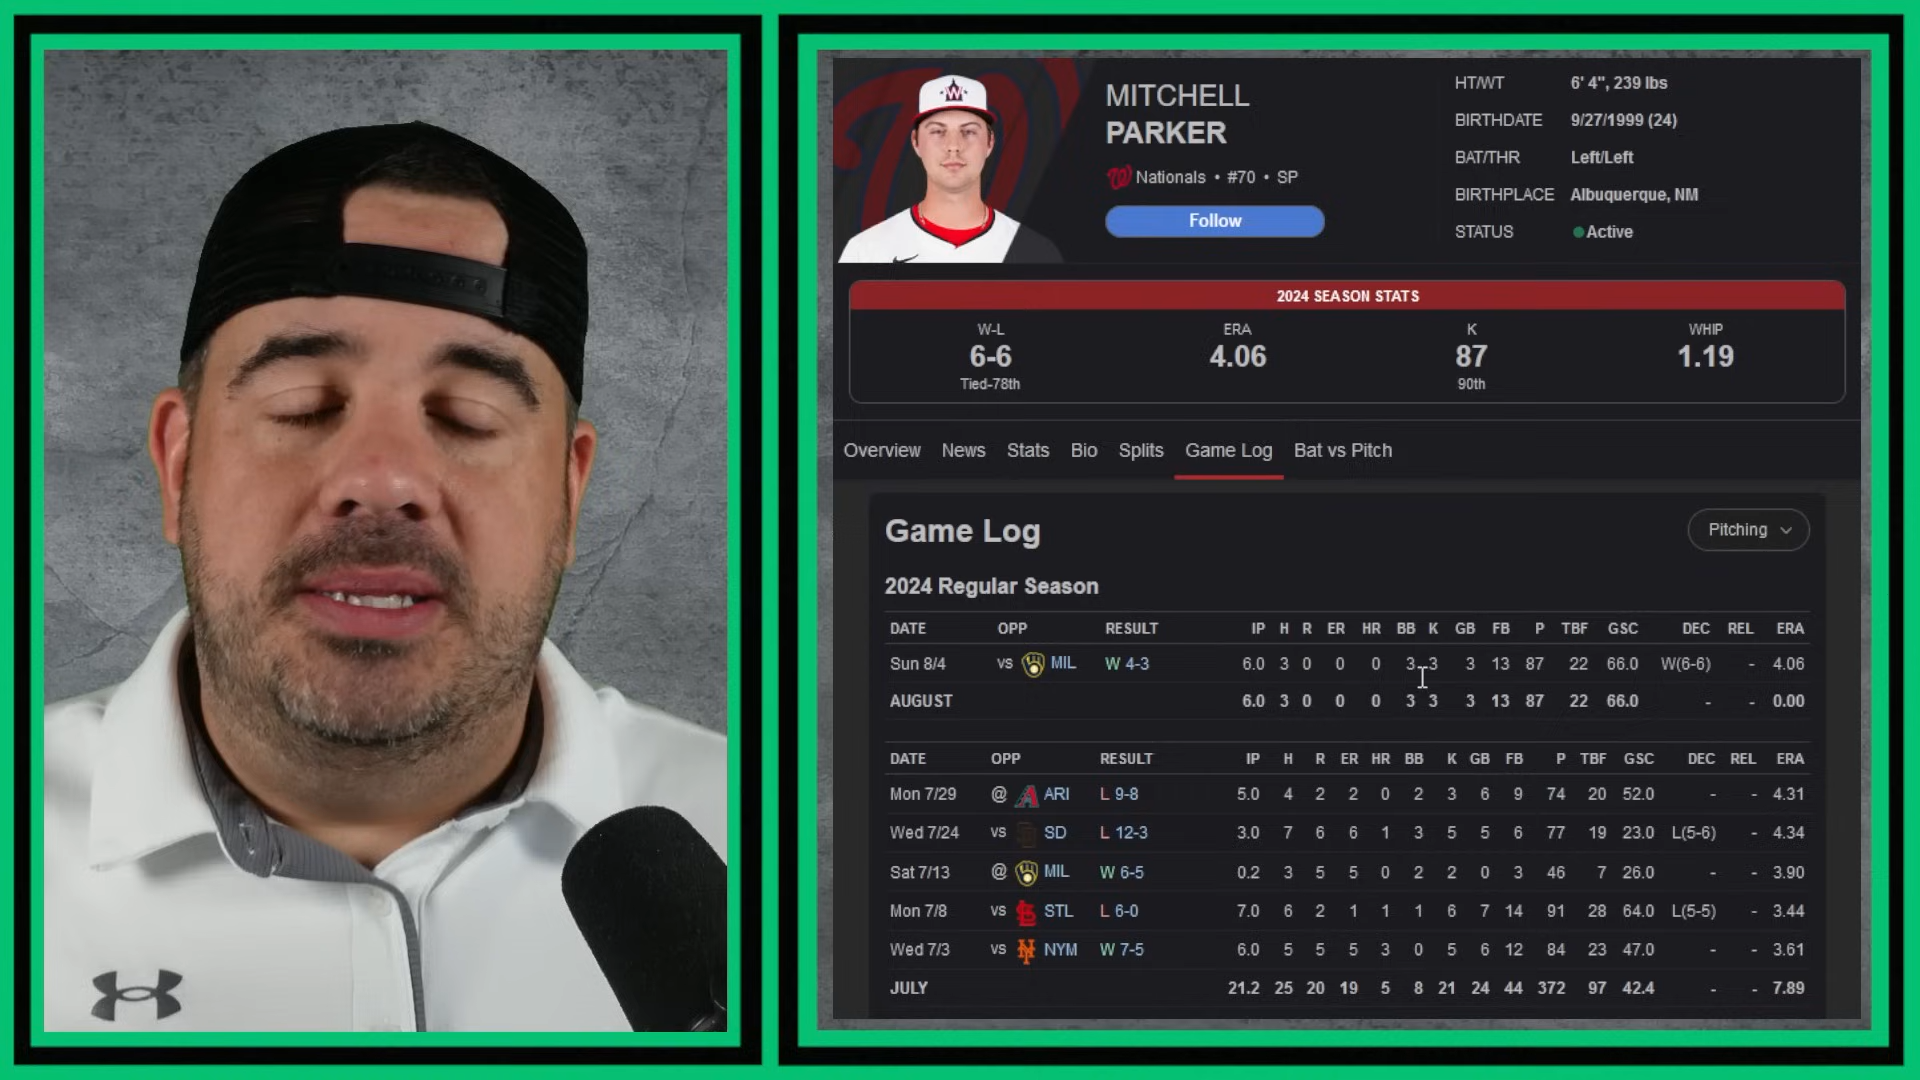 MITCHELL
PARKER
Nationals • #70 • SP
Follow
HT/WT 6' 4", 239 lbs
BIRTHDATE 9/27/1999 (24)
BAT/THR Left/Left
BIRTHPLACE Albuquerque, NM
STATUS Active
2024 SEASON STATS
W-L ERA K WHIP
6-6 4.06 87 1.19
Tied-78th 90th
Overview News Stats Bio Splits Game Log Bat vs Pitch
Game Log
Pitching
2024 Regular Season
DATE OPP RESULT IP H R ER HR BB K GB FB P TBF GSC DEC REL ERA
Sun 8/4 vs MIL W 4-3 6.0 3 0 0 0 3 3 3 13 87 22 66.0 W(6-6) - 4.06
AUGUST 6.0 3 0 0 0 3 3 3 13 87 22 66.0 - - 0.00
DATE OPP RESULT IP H R ER HR BB K GB FB P TBF GSC DEC REL ERA
Mon 7/29 @ ARI L 9-8 5.0 4 2 2 0 2 3 6 9 74 20 52.0 - - 4.31
Wed 7/24 vs SD L 12-3 3.0 7 6 6 1 3 5 5 6 77 19 23.0 L(5-6) - 4.34
Sat 7/13 @ MIL W 6-5 0.2 3 5 5 0 2 2 0 3 46 7 26.0 - - 3.90
Mon 7/8 vs STL L 6-0 7.0 6 2 1 1 1 6 7 14 91 28 64.0 L(5-5) - 3.44
Wed 7/3 vs NYM W 7-5 6.0 5 5 5 3 0 5 6 12 84 23 47.0 - - 3.61
JULY 21.2 25 20 19 5 8 21 24 44 372 97 42.4 - - 7.89